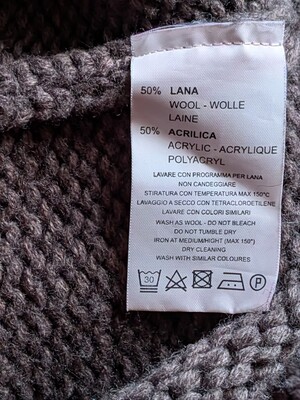 50% LANA
WOOL - WOLLE
LAINE
50% ACRILICA
ACRYLIC - ACRYLIQUE
POLYACRYL
LAVARE CON PROGRAMMA PER LANA
NON CANDEGGIARE
STIRATURA CON TEMPERATURA MAX 150°C
LAVAGGIO A SECCO CON TETRACLOROETILENE
LAVARE CON COLORI SIMILARI
WASH AS WOOL - DO NOT BLEACH
DO NOT TUMBLE DRY
IRON AT MEDIUM/HIGHT (MAX 150°)
DRY CLEANING
WASH WITH SIMILAR COLOURES
30 P